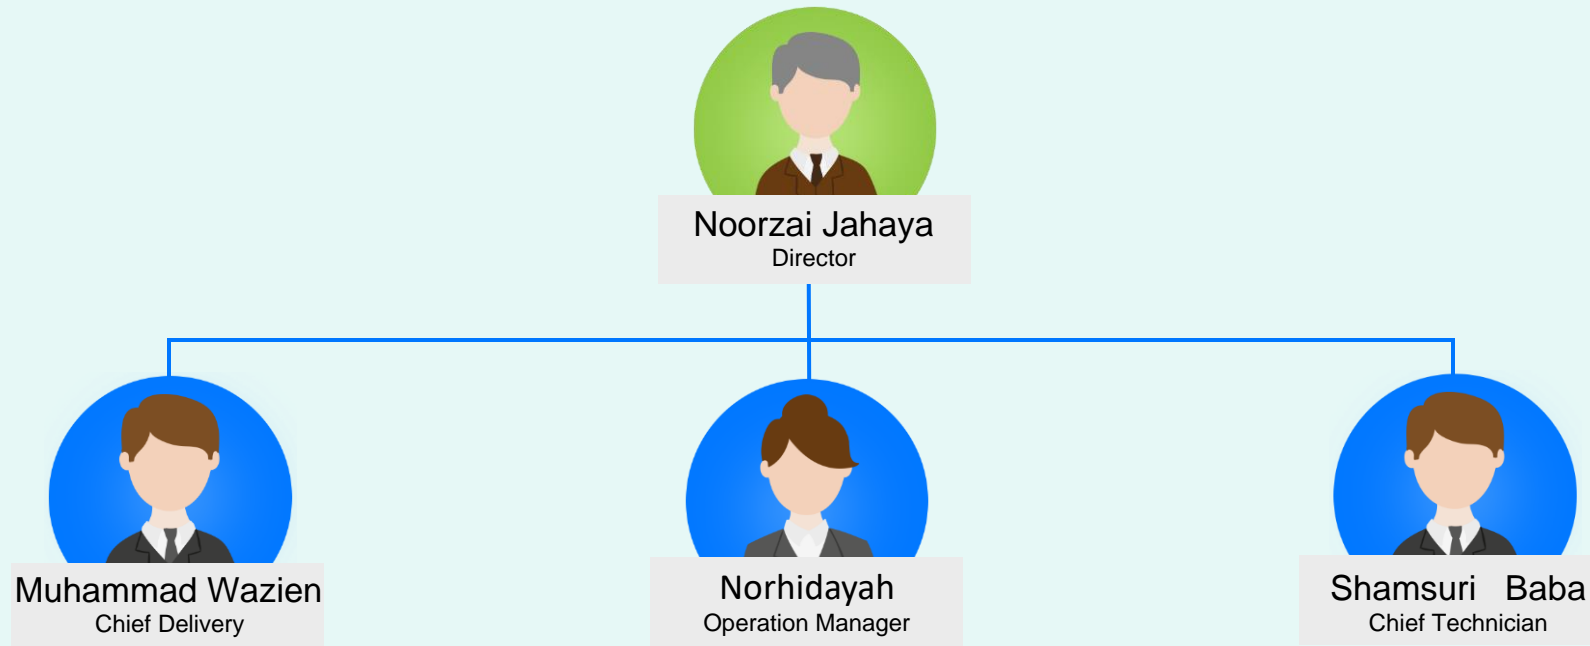 Noorzai Jahaya
Director
Muhammad Wazien
Chief Delivery
Norhidayah
Operation Manager
Shamsuri Baba
Chief Technician